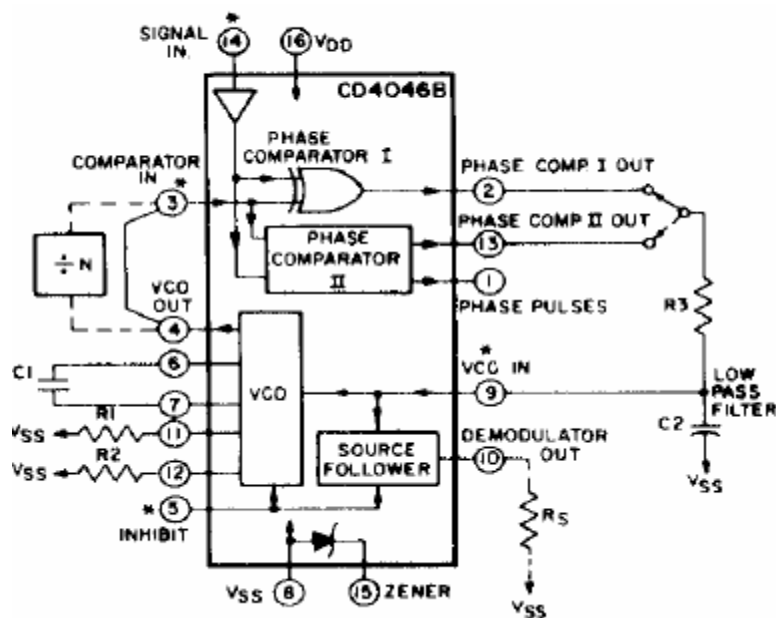 *
SIGNAL IN.
14
16 VDD
CD4046B
PHASE COMPARATOR I
COMPARATOR IN
3 *
PHASE COMP. I OUT
2
PHASE COMP. II OUT
13
÷ N
PHASE COMPARATOR II
1
PHASE PULSES
VCO OUT
4
R3
6
C1
7
VCO
*
VCO IN
9
LOW PASS FILTER
C2
VSS
R1
VSS
11
R2
VSS
12
SOURCE FOLLOWER
DEMODULATOR OUT
10
* 5
INHIBIT
RS
VSS
VSS 8
15 ZENER